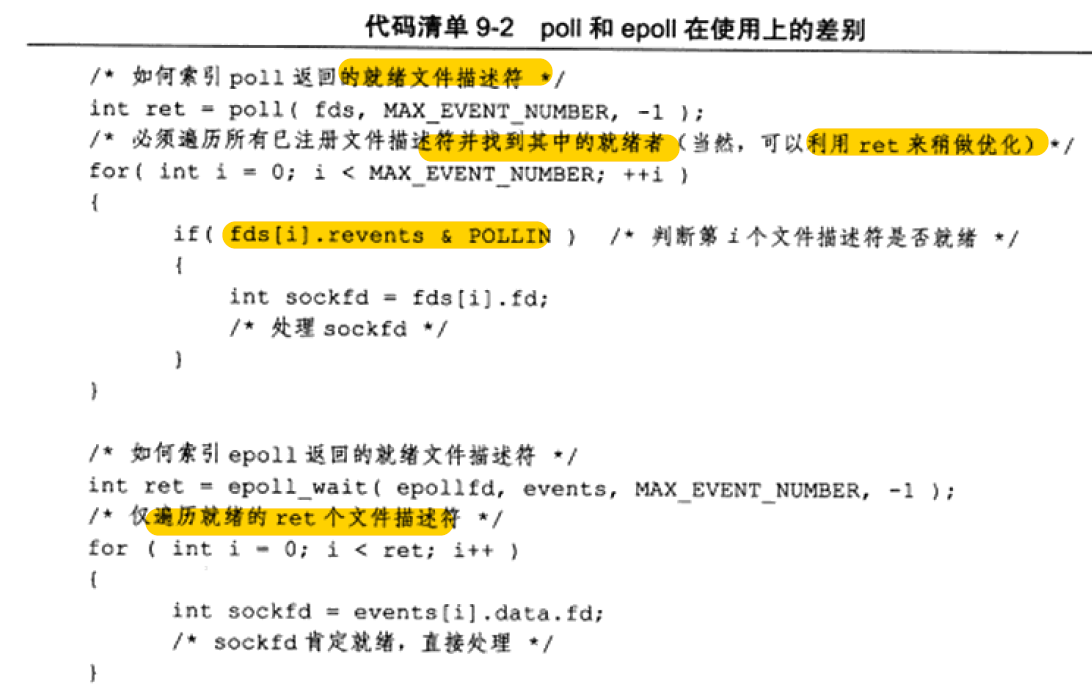 代码清单 9-2 poll 和 epoll 在使用上的差别
/* 如何索引 poll 返回的就绪文件描述符 */
int ret = poll( fds, MAX_EVENT_NUMBER, -1 );
/* 必须遍历所有已注册文件描述符并找到其中的就绪者（当然，可以利用 ret 来稍做优化）*/
for( int i = 0; i < MAX_EVENT_NUMBER; ++i )
{
if( fds[i].revents & POLLIN ) /* 判断第 i 个文件描述符是否就绪 */
{
int sockfd = fds[i].fd;
/* 处理 sockfd */
}
}
/* 如何索引 epoll 返回的就绪文件描述符 */
int ret = epoll_wait( epollfd, events, MAX_EVENT_NUMBER, -1 );
/* 仅遍历就绪的 ret 个文件描述符 */
for ( int i = 0; i < ret; i++ )
{
int sockfd = events[i].data.fd;
/* sockfd 肯定就绪，直接处理 */
}